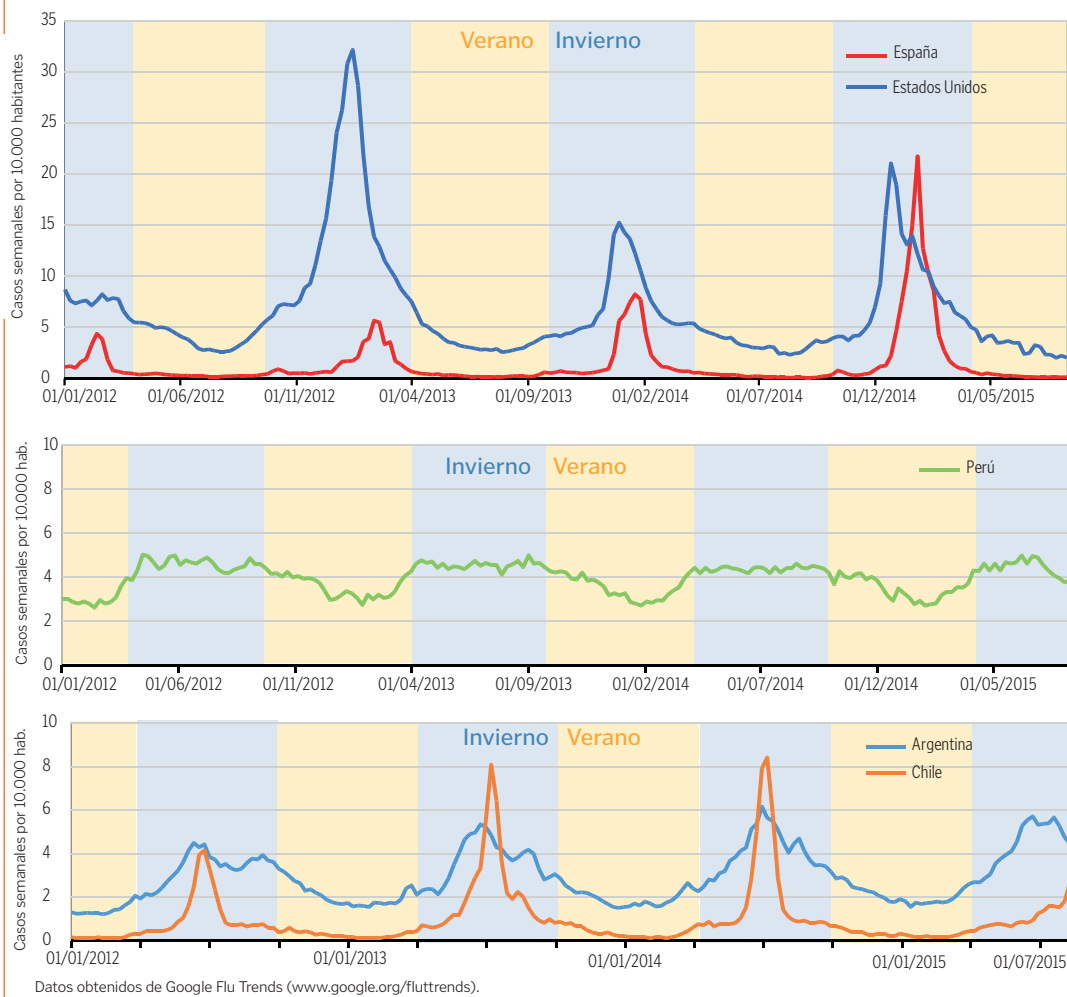 Casos semanales por 10.000 habitantes
35
30
25
20
15
10
5
0
Verano Invierno
España
Estados Unidos
01/01/2012 01/06/2012 01/11/2012 01/04/2013 01/09/2013 01/02/2014 01/07/2014 01/12/2014 01/05/2015
Casos semanales por 10.000 hab.
10
8
6
4
2
0
Invierno Verano
Perú
01/01/2012 01/06/2012 01/11/2012 01/04/2013 01/09/2013 01/02/2014 01/07/2014 01/12/2014 01/05/2015
Casos semanales por 10.000 hab.
10
8
6
4
2
0
Invierno Verano
Argentina
Chile
01/01/2012 01/01/2013 01/01/2014 01/01/2015 01/07/2015
Datos obtenidos de Google Flu Trends (www.google.org/fluttrends).